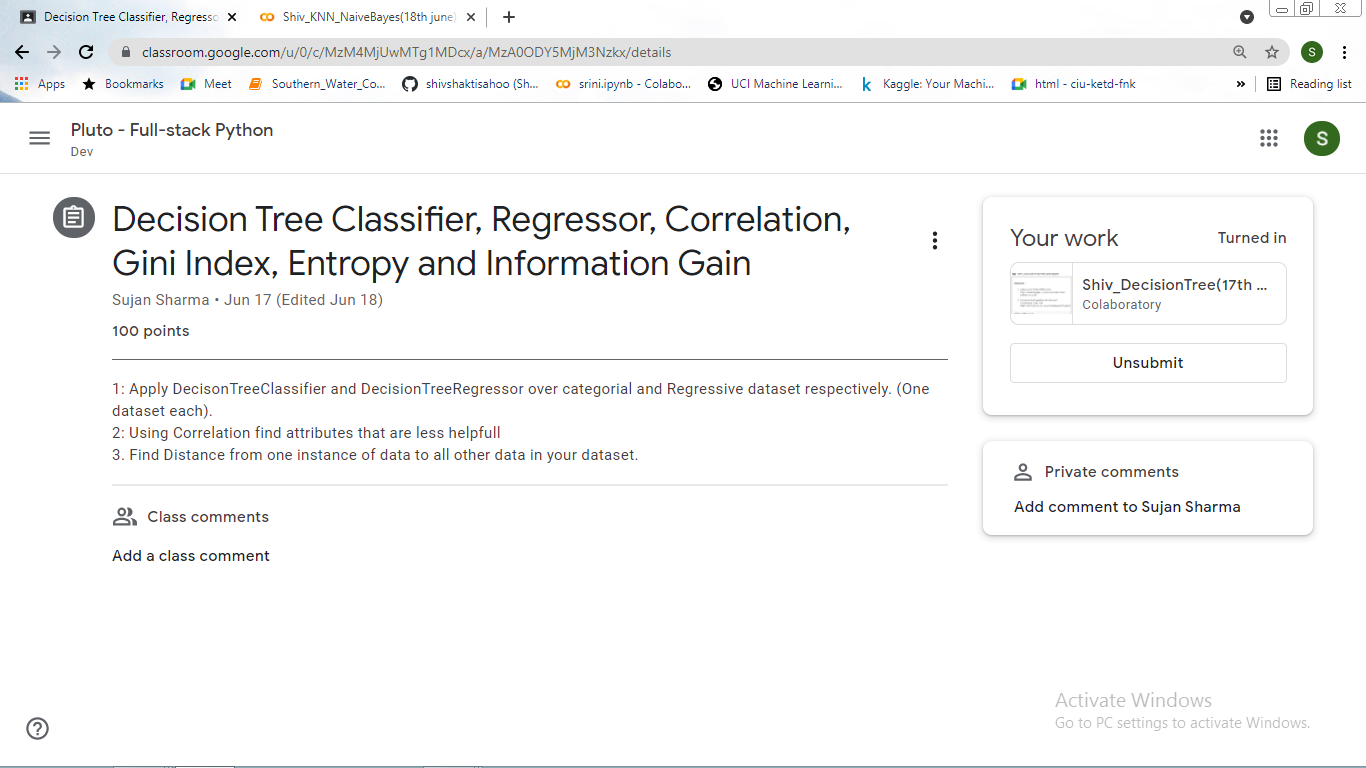 Decision Tree Classifier, Regresso
Shiv_KNN_NaiveBayes(18th june)
classroom.google.com/u/0/c/MzM4MjUwMTg1MDcx/a/MzA0ODY5MjM3Nzkx/details
S
Apps
Bookmarks
Meet
Southern_Water_Co...
shivshaktisahoo (Sh...
srini.ipynb - Colabo...
UCI Machine Learni...
Kaggle: Your Machi...
html - ciu-ketd-fnk
»
Reading list
Pluto - Full-stack Python
Dev
S
Decision Tree Classifier, Regressor, Correlation,
Gini Index, Entropy and Information Gain
Sujan Sharma • Jun 17 (Edited Jun 18)
100 points
1: Apply DecisonTreeClassifier and DecisionTreeRegressor over categorial and Regressive dataset respectively. (One
dataset each).
2: Using Correlation find attributes that are less helpfull
3. Find Distance from one instance of data to all other data in your dataset.
Class comments
Add a class comment
Your work
Turned in
Shiv_DecisionTree(17th ...
Colaboratory
Unsubmit
Private comments
Add comment to Sujan Sharma
Activate Windows
Go to PC settings to activate Windows.